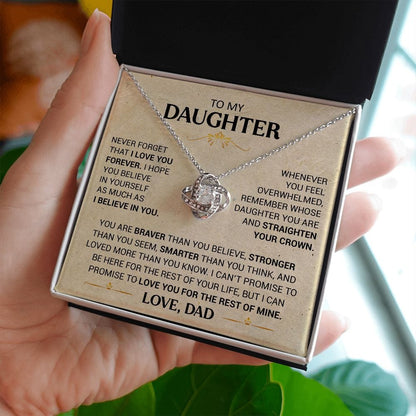 TO MY
DAUGHTER
NEVER FORGET
THAT I LOVE YOU
FOREVER. I HOPE
YOU BELIEVE
IN YOURSELF
AS MUCH AS
I BELIEVE IN YOU.
WHENEVER
YOU FEEL
OVERWHELMED,
REMEMBER WHOSE
DAUGHTER YOU ARE
AND STRAIGHTEN
YOUR CROWN.
YOU ARE BRAVER THAN YOU BELIEVE, STRONGER
THAN YOU SEEM, SMARTER THAN YOU THINK, AND
LOVED MORE THAN YOU KNOW. I CAN'T PROMISE TO
BE HERE FOR THE REST OF YOUR LIFE, BUT I CAN
PROMISE TO LOVE YOU FOR THE REST OF MINE.
LOVE, DAD